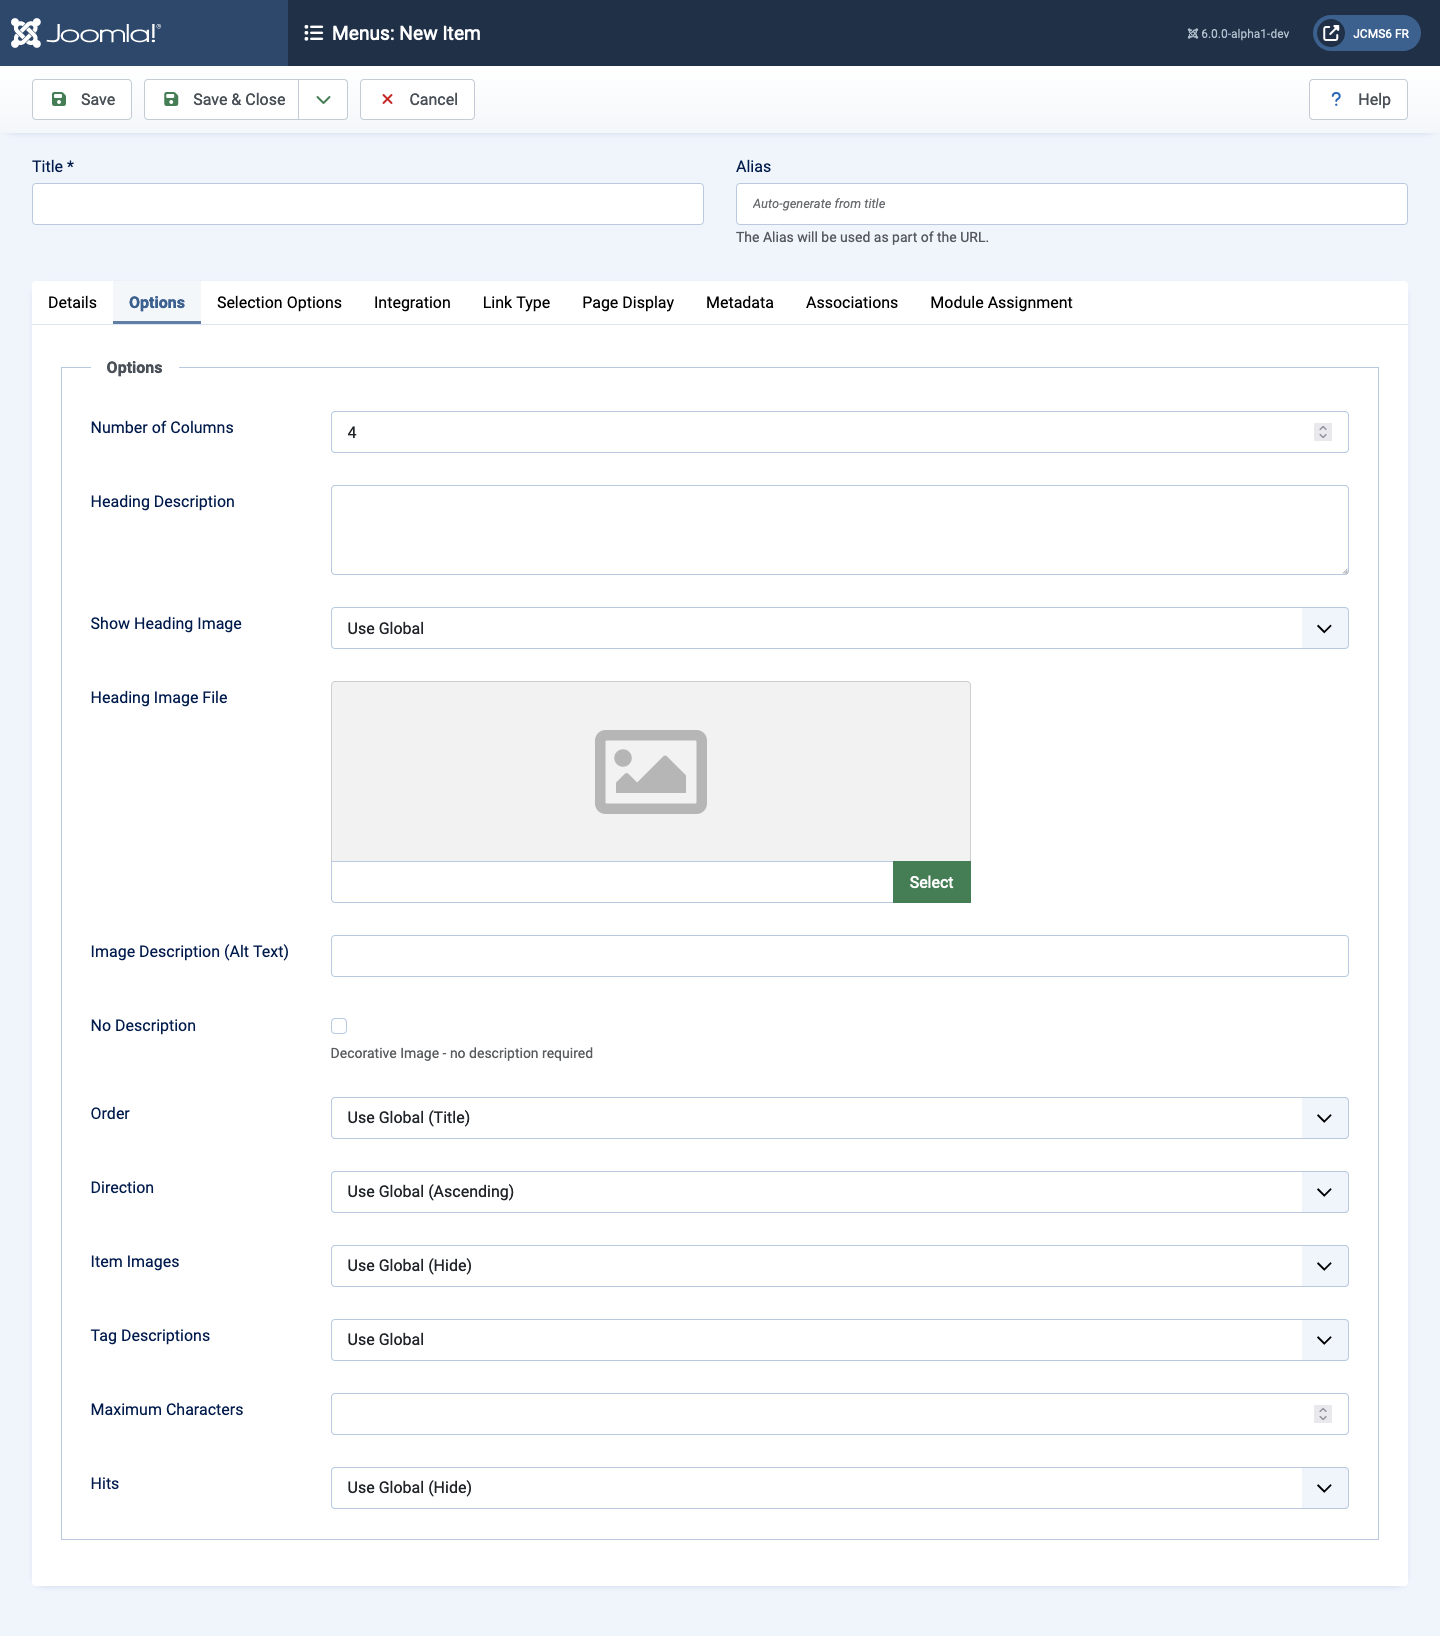 Joomla!®
Menus: New Item
6.0.0-alpha1-dev
JCMS6 FR
Save
Save & Close
Cancel
? Help
Title *
Alias
Auto-generate from title
The Alias will be used as part of the URL.
Details Options Selection Options Integration Link Type Page Display Metadata Associations Module Assignment
Options
Number of Columns
4
Heading Description
Show Heading Image
Use Global
Heading Image File
Select
Image Description (Alt Text)
No Description
Decorative Image - no description required
Order
Use Global (Title)
Direction
Use Global (Ascending)
Item Images
Use Global (Hide)
Tag Descriptions
Use Global
Maximum Characters
Hits
Use Global (Hide)